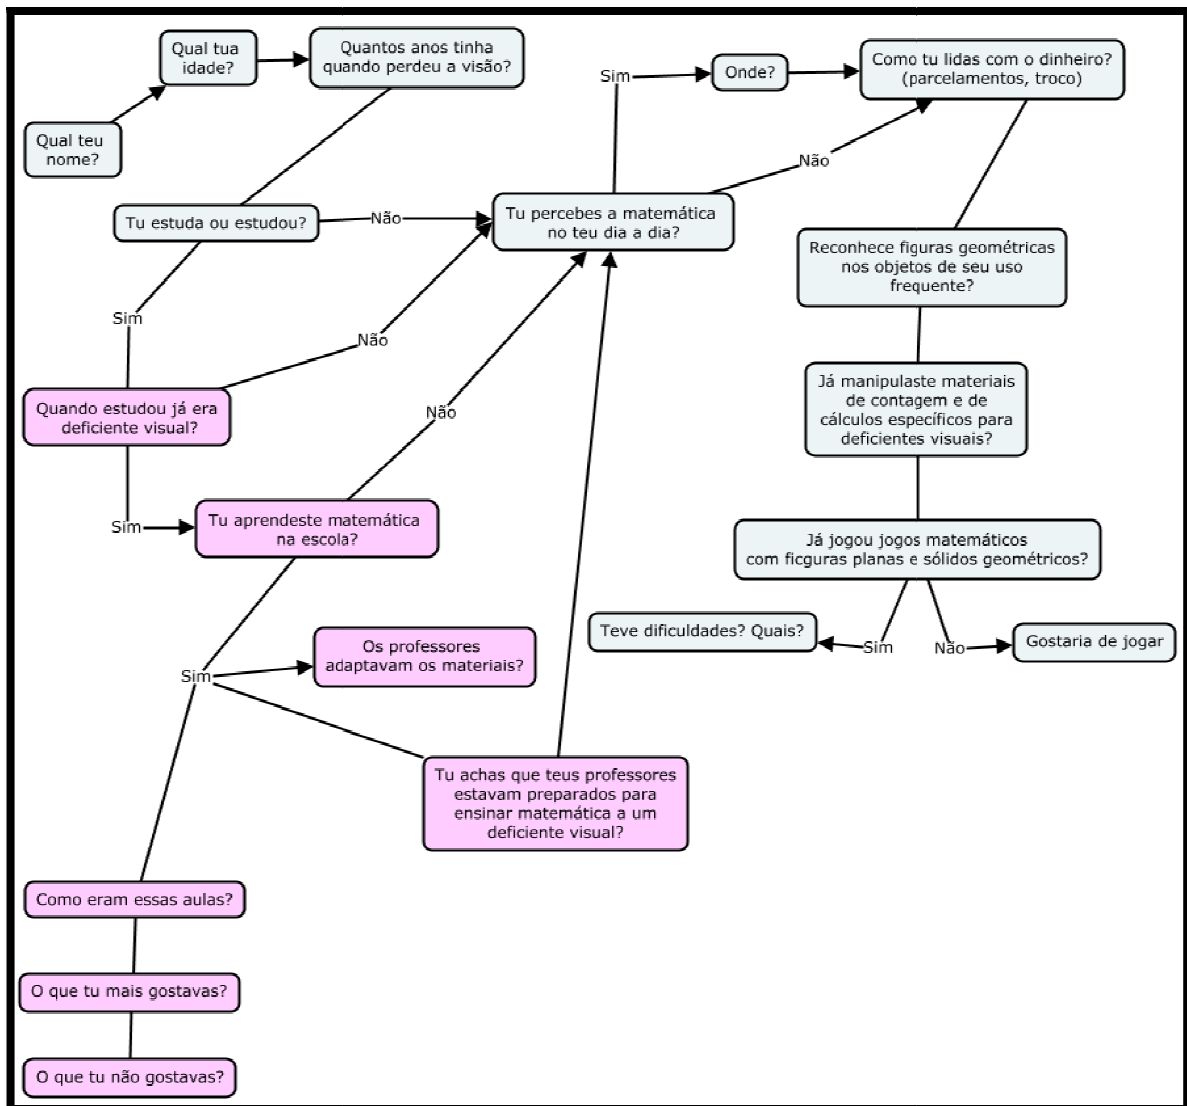 Qual teu
nome?
Qual tua
idade?
Quantos anos tinha
quando perdeu a visão?
Tu estuda ou estudou?
Não
Sim
Quando estudou já era
deficiente visual?
Não
Sim
Tu aprendeste matemática
na escola?
Não
Sim
Os professores
adaptavam os materiais?
Tu achas que teus professores
estavam preparados para
ensinar matemática a um
deficiente visual?
Como eram essas aulas?
O que tu mais gostavas?
O que tu não gostavas?
Tu percebes a matemática
no teu dia a dia?
Sim
Onde?
Não
Como tu lidas com o dinheiro?
(parcelamentos, troco)
Reconhece figuras geométricas
nos objetos de seu uso
frequente?
Já manipulaste materiais
de contagem e de
cálculos específicos para
deficientes visuais?
Já jogou jogos matemáticos
com ficguras planas e sólidos geométricos?
Sim
Teve dificuldades? Quais?
Não
Gostaria de jogar